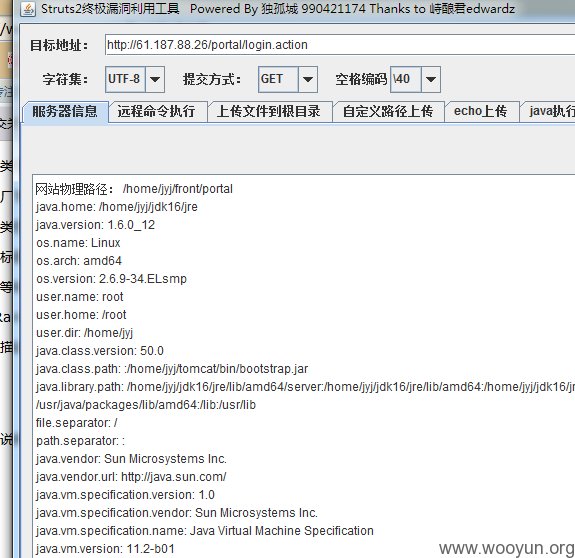 Struts2终极漏洞利用工具 Powered By 独孤城 990421174 Thanks to 峙酿君edwardz
目标地址： http://61.187.88.26/portal/login.action
字符集： UTF-8 提交方式： GET 空格编码 \40
服务器信息 远程命令执行 上传文件到根目录 自定义路径上传 echo上传 java执行
网站物理路径： /home/jyj/front/portal
java.home: /home/jyj/jdk16/jre
java.version: 1.6.0_12
os.name: Linux
os.arch: amd64
os.version: 2.6.9-34.ELsmp
user.name: root
user.home: /root
user.dir: /home/jyj
java.class.version: 50.0
java.class.path: :/home/jyj/tomcat/bin/bootstrap.jar
java.library.path: /home/jyj/jdk16/jre/lib/amd64/server:/home/jyj/jdk16/jre/lib/amd64:/home/jyj/jdk16/jr
/usr/java/packages/lib/amd64:/lib:/usr/lib
file.separator: /
path.separator: :
java.vendor: Sun Microsystems Inc.
java.vendor.url: http://java.sun.com/
java.vm.specification.version: 1.0
java.vm.specification.vendor: Sun Microsystems Inc.
java.vm.specification.name: Java Virtual Machine Specification
java.vm.version: 11.2-b01
www.wooyun.org
/w
交关
类
厂
类
标
等
Ra
描
说